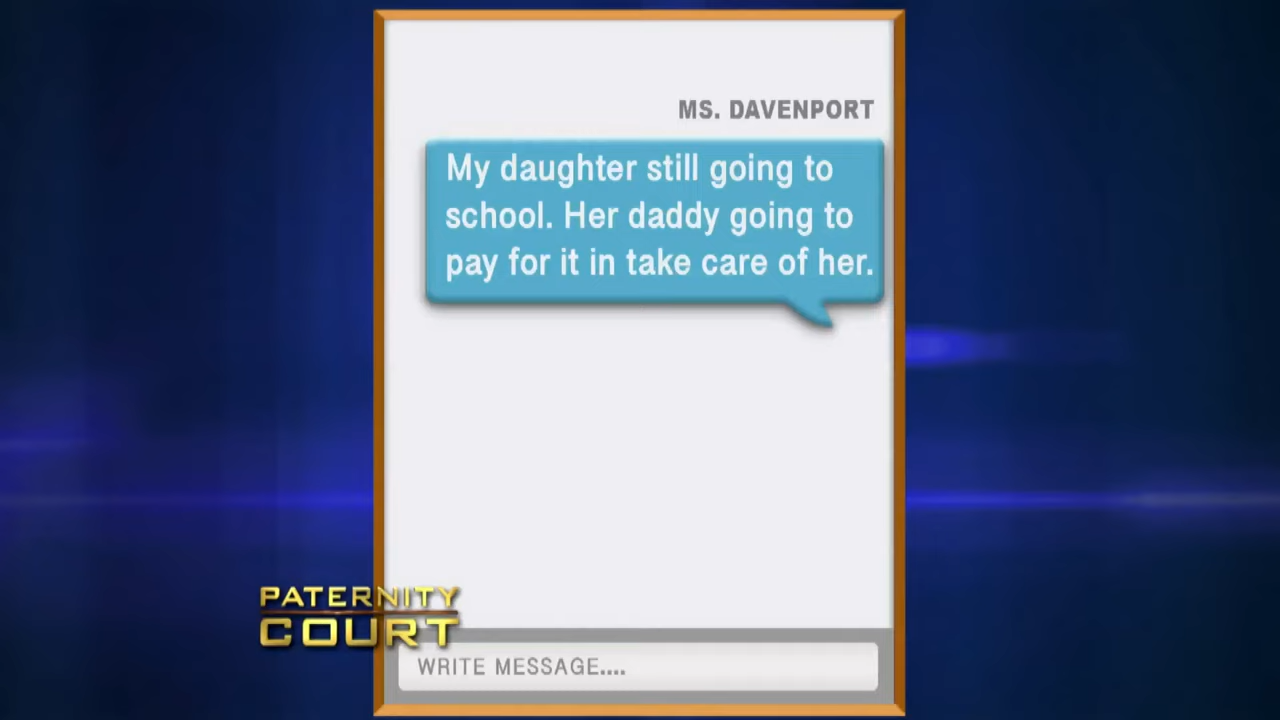 MS. DAVENPORT
My daughter still going to
school. Her daddy going to
pay for it in take care of her.
PATERNITY
COURT
WRITE MESSAGE....